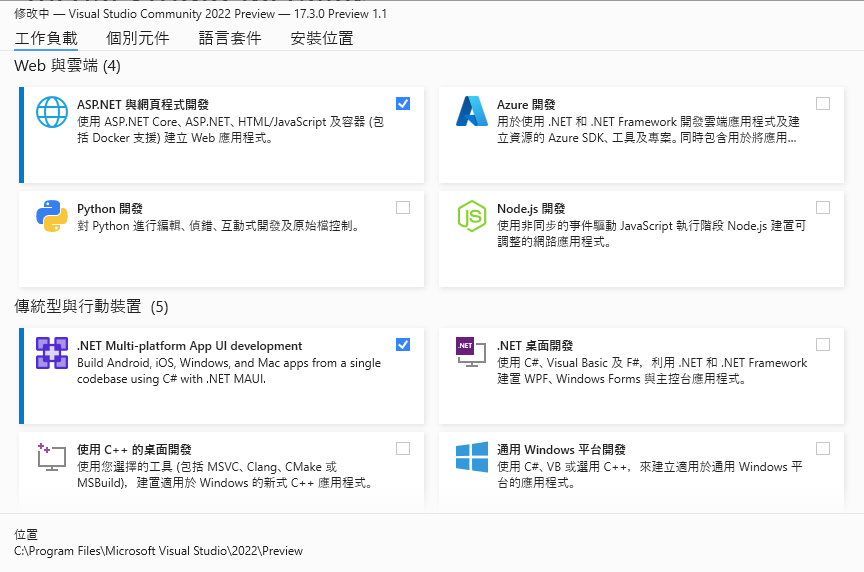 修改中 — Visual Studio Community 2022 Preview — 17.3.0 Preview 1.1
工作負載 個別元件 語言套件 安裝位置
Web 與雲端 (4)
ASP.NET 與網頁程式開發
使用 ASP.NET Core、ASP.NET、HTML/JavaScript 及容器 (包
括 Docker 支援) 建立 Web 應用程式。
Azure 開發
用於使用 .NET 和 .NET Framework 開發雲端應用程式及建
立資源的 Azure SDK、工具及專案。同時包含用於將應用...
Python 開發
對 Python 進行編輯、偵錯、互動式開發及原始檔控制。
Node.js 開發
使用非同步的事件驅動 JavaScript 執行階段 Node.js 建置可
調整的網路應用程式。
傳統型與行動裝置 (5)
.NET Multi-platform App UI development
Build Android, iOS, Windows, and Mac apps from a single
codebase using C# with .NET MAUI.
.NET
.NET 桌面開發
使用 C#、Visual Basic 及 F#，利用 .NET 和 .NET Framework
建置 WPF、Windows Forms 與主控台應用程式。
使用 C++ 的桌面開發
使用您選擇的工具 (包括 MSVC、Clang、CMake 或
MSBuild)，建置適用於 Windows 的新式 C++ 應用程式。
通用 Windows 平台開發
使用 C#、VB 或選用 C++，來建立適用於通用 Windows 平
台的應用程式。
位置
C:\Program Files\Microsoft Visual Studio\2022\Preview